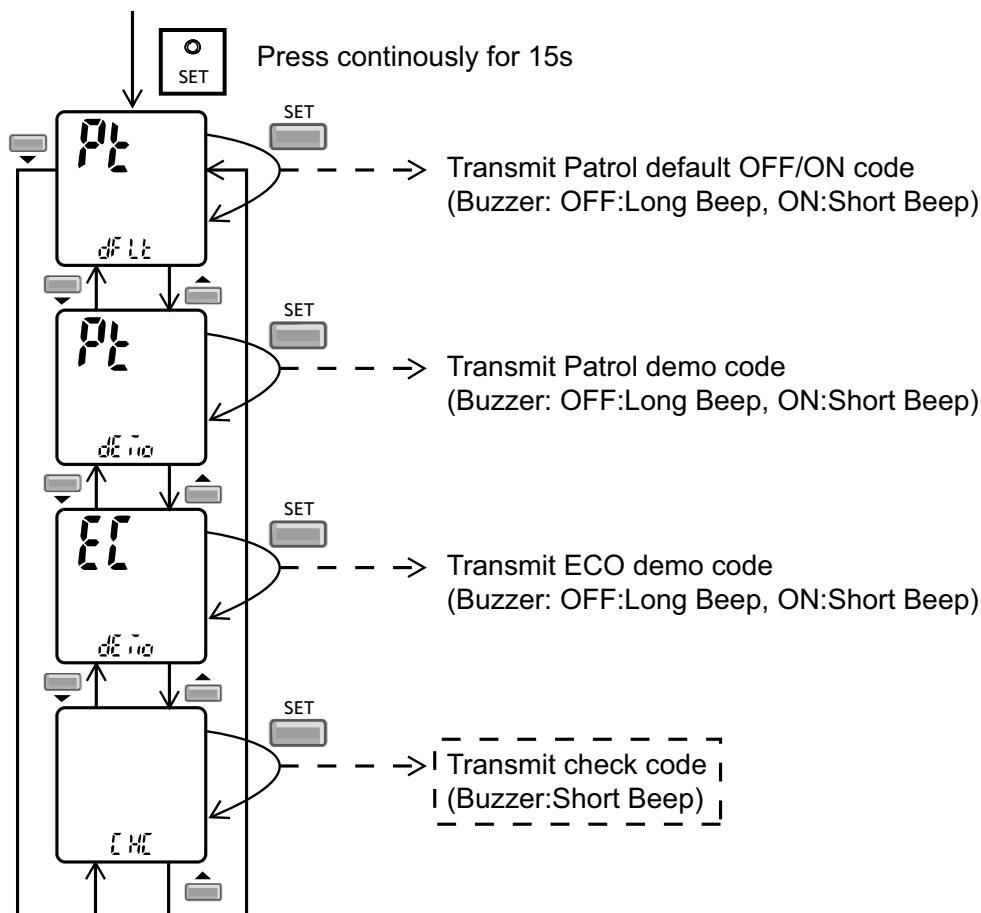 SET
Press continously for 15s
Pt
dFLt
SET
Transmit Patrol default OFF/ON code
(Buzzer: OFF:Long Beep, ON:Short Beep)
Pt
dEmo
SET
Transmit Patrol demo code
(Buzzer: OFF:Long Beep, ON:Short Beep)
EC
dEmo
SET
Transmit ECO demo code
(Buzzer: OFF:Long Beep, ON:Short Beep)
CHC
SET
Transmit check code
(Buzzer:Short Beep)